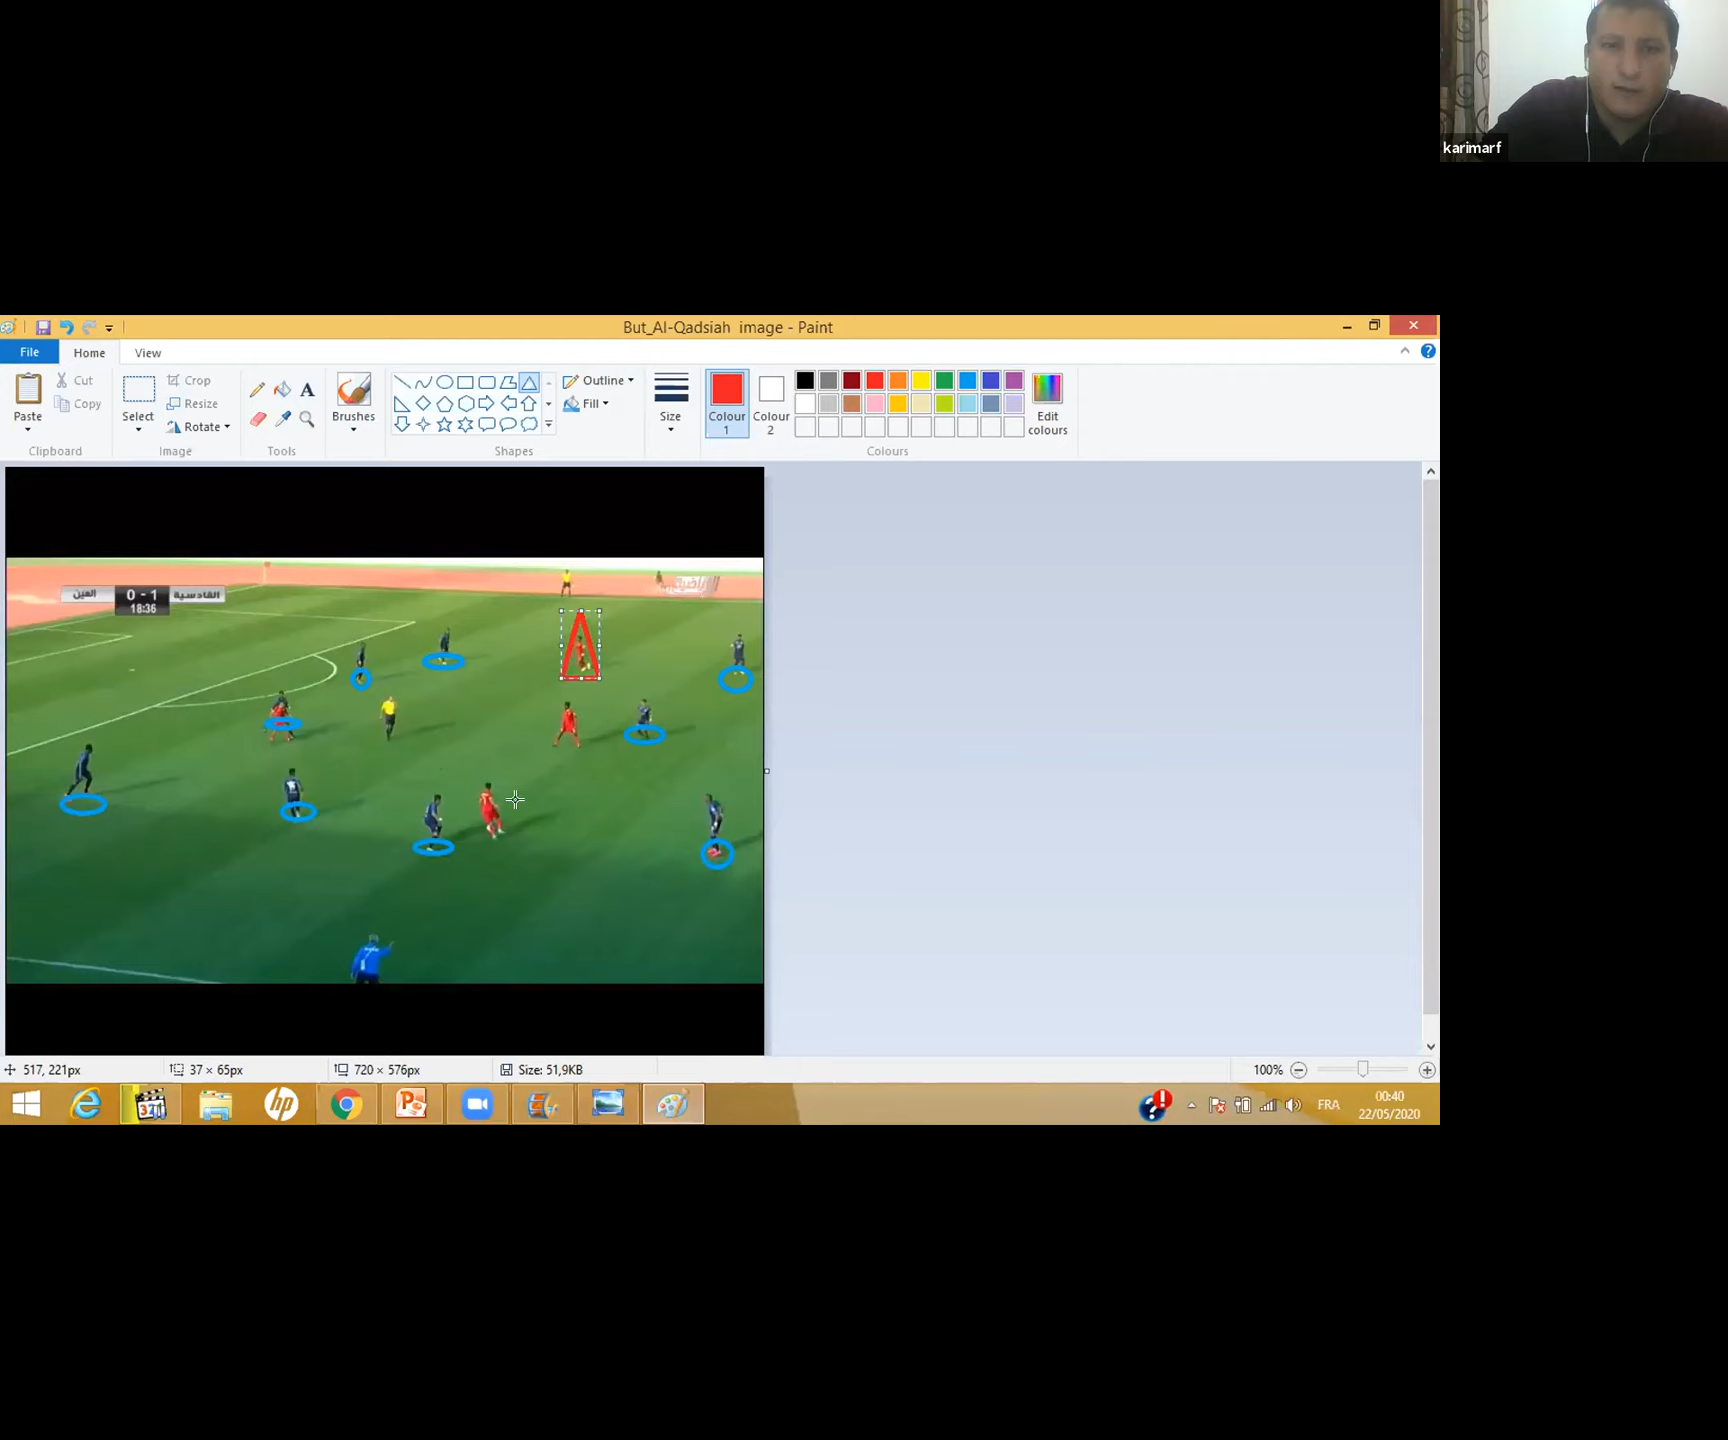 karimarf
But_Al-Qadsiah image - Paint
File
Home
View
Paste
Cut
Copy
Clipboard
Select
Crop
Resize
Rotate
Image
A
Tools
Brushes
Shapes
Outline
Fill
Size
Colour 1
Colour 2
Edit colours
Colours
العين
0 - 1
القادسية
18:36
517, 221px
37 × 65px
720 × 576px
Size: 51,9KB
100%
321
hp
FRA
00:40
22/05/2020